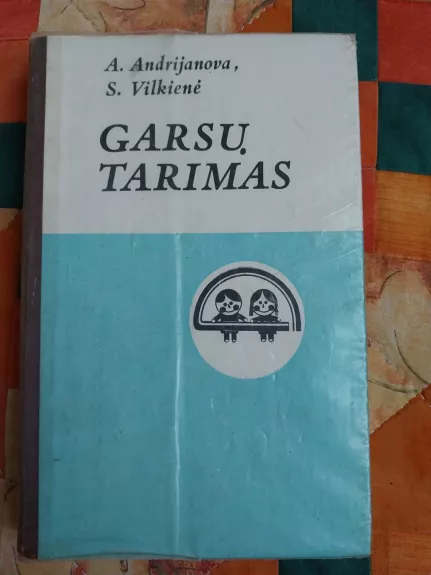 A. Andrijanova,
S. Vilkienė
GARSŲ
TARIMAS